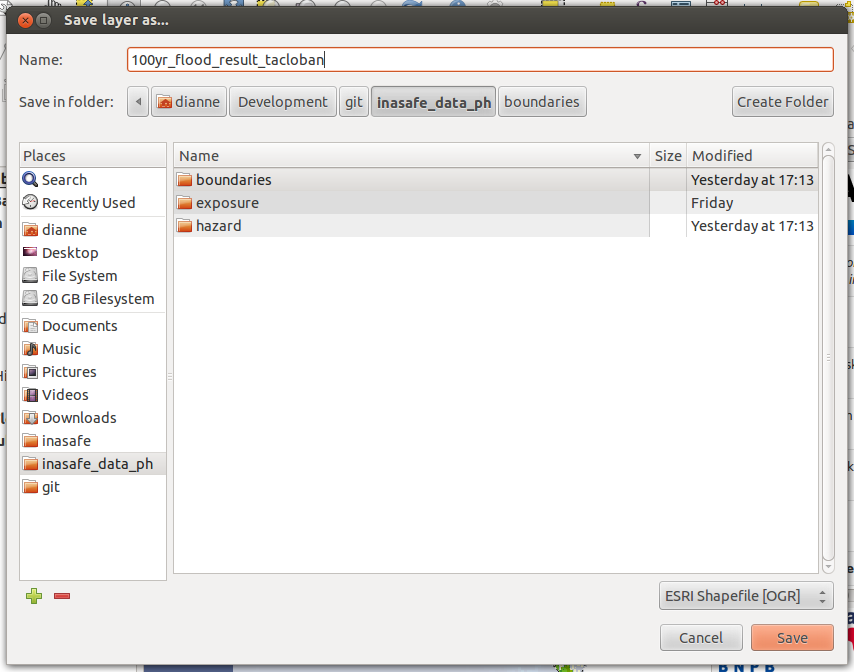 Save layer as...
Name: 100yr_flood_result_tacloban
Save in folder: dianne Development git inasafe_data_ph boundaries Create Folder
Places
Search
Recently Used
dianne
Desktop
File System
20 GB Filesystem
Documents
Music
Pictures
Videos
Downloads
inasafe
inasafe_data_ph
git
Name Size Modified
boundaries Yesterday at 17:13
exposure Friday
hazard Yesterday at 17:13
ESRI Shapefile [OGR]
Cancel Save
BNPB